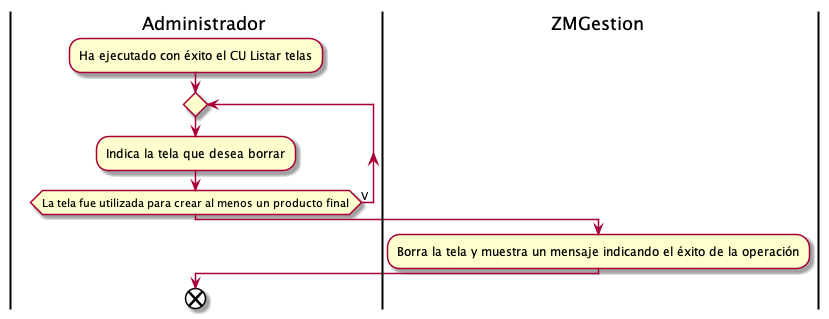 Administrador
ZMGestion
Ha ejecutado con éxito el CU Listar telas
Indica la tela que desea borrar
La tela fue utilizada para crear al menos un producto final
V
Borra la tela y muestra un mensaje indicando el éxito de la operación